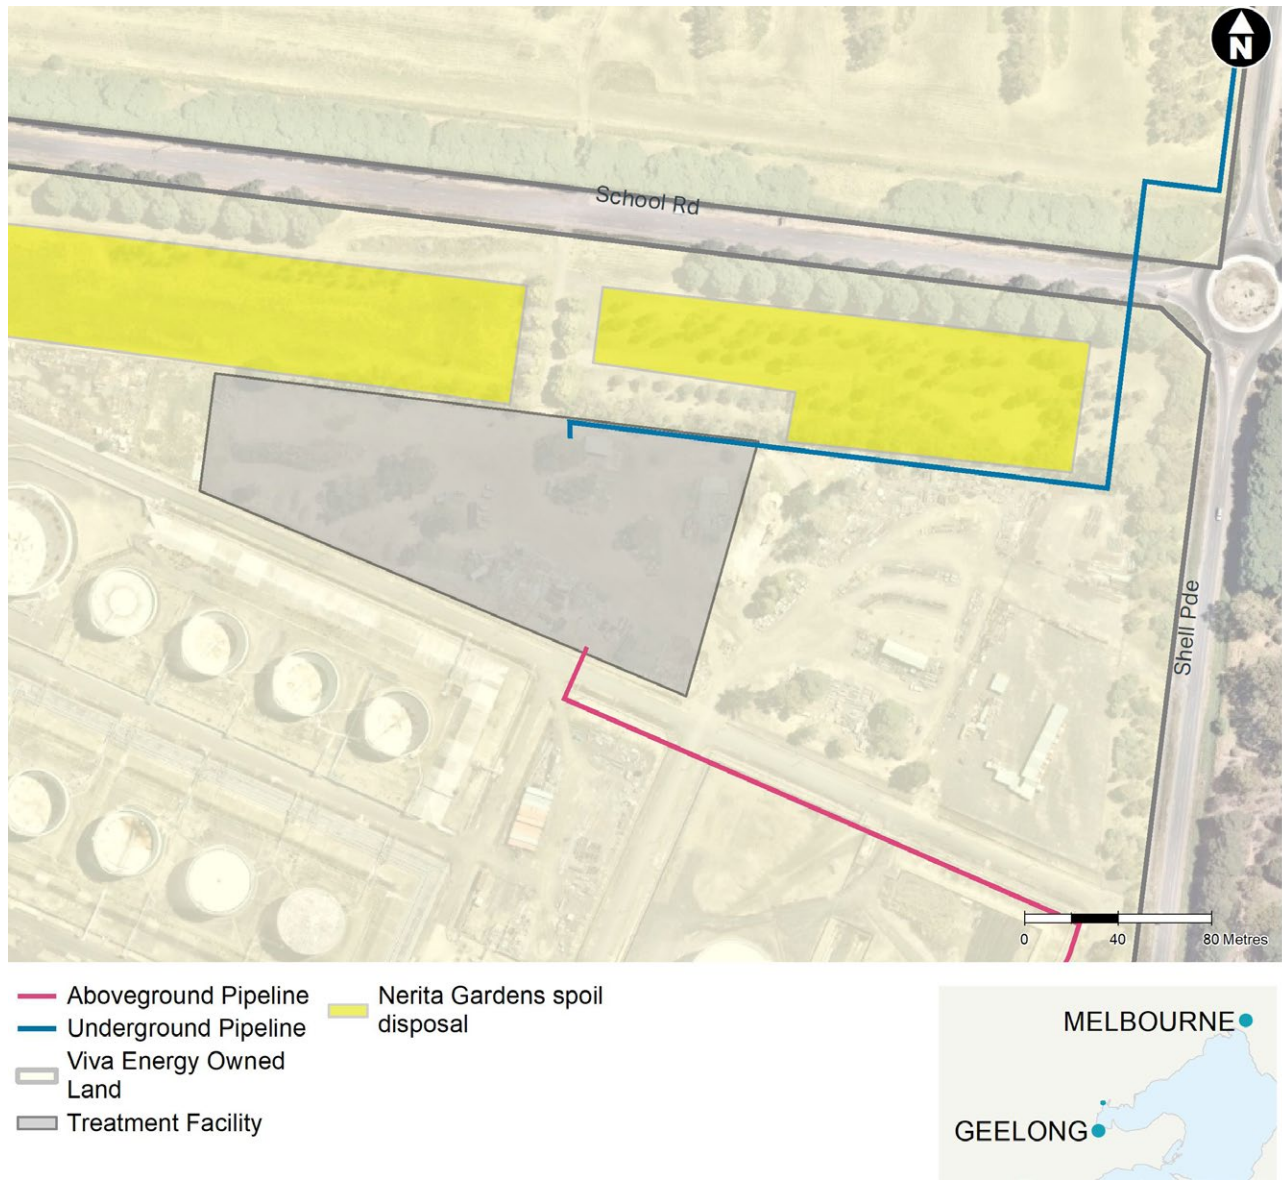 N
School Rd
Shell Pde
0 40 80 Metres
Aboveground Pipeline
Underground Pipeline
Viva Energy Owned
Land
Treatment Facility
Nerita Gardens spoil
disposal
MELBOURNE
GEELONG